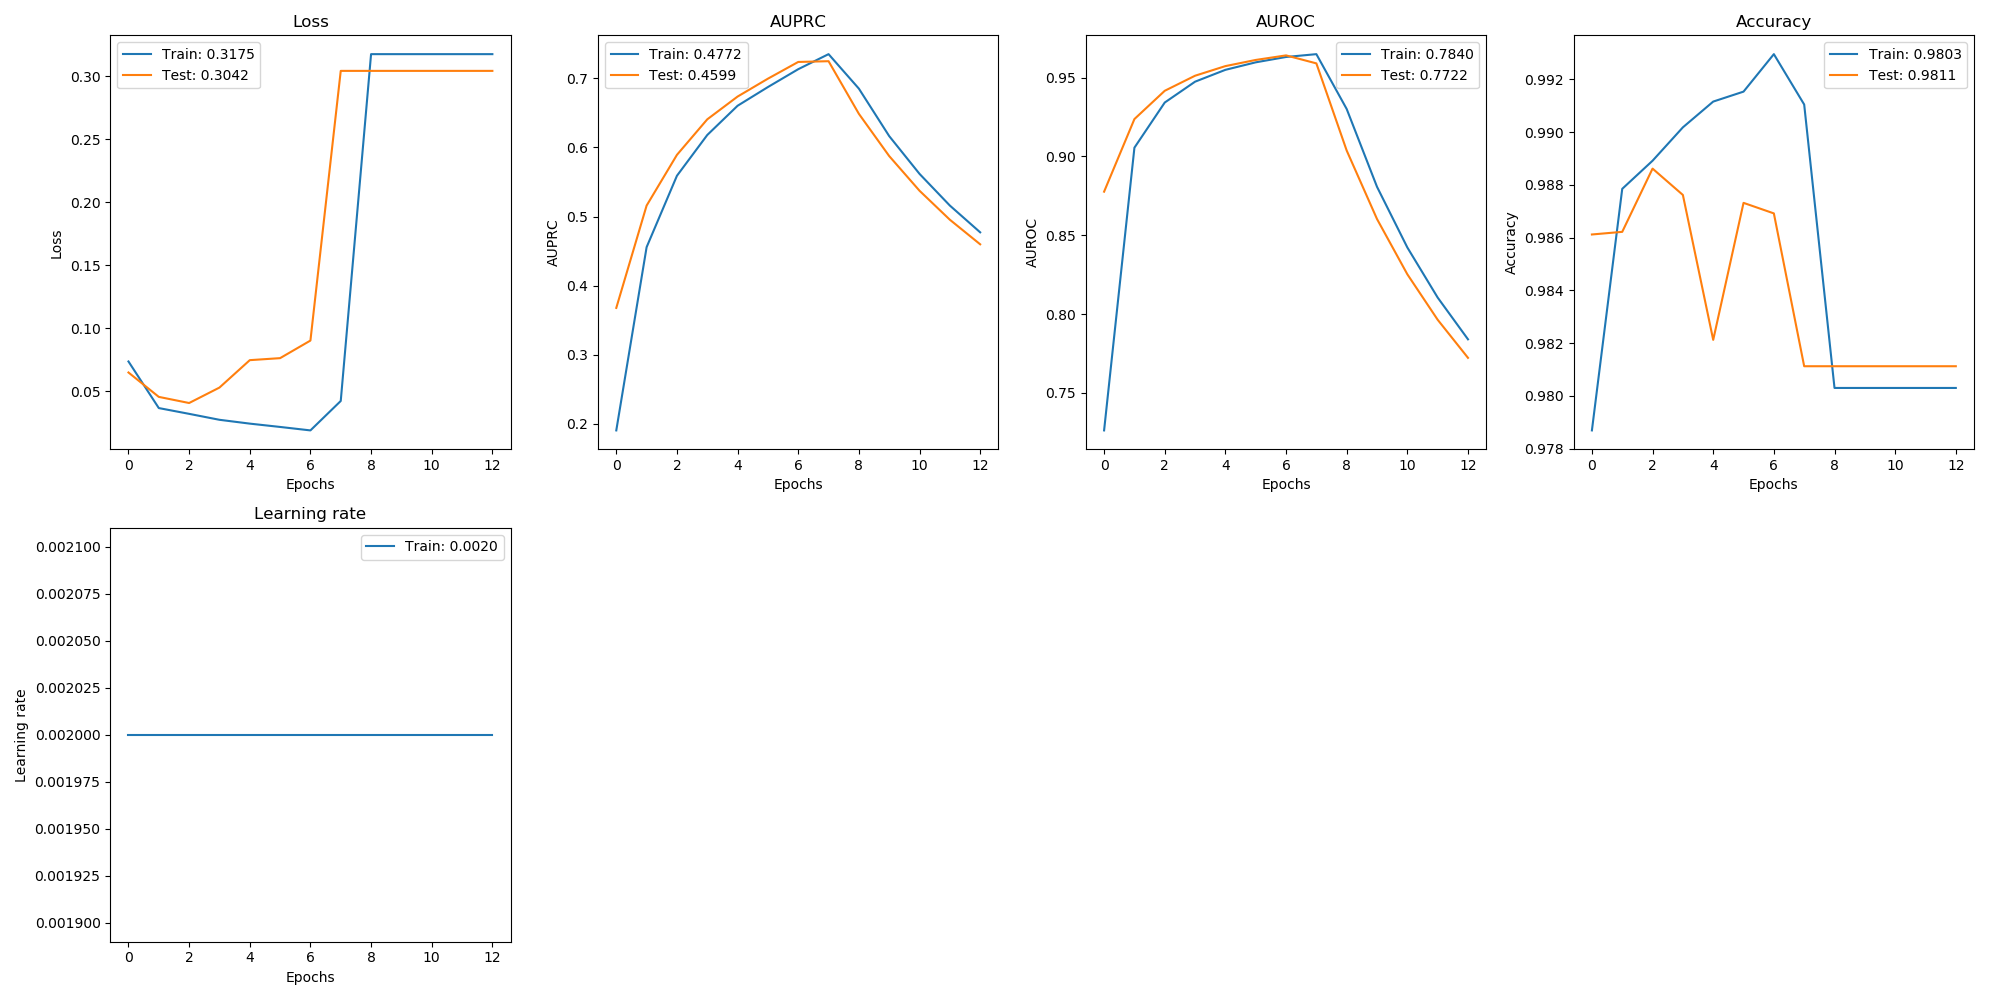 Loss
Train: 0.3175
Test: 0.3042
0.30
0.25
0.20
0.15
0.10
0.05
Loss
0 2 4 6 8 10 12
Epochs
AUPRC
Train: 0.4772
Test: 0.4599
0.7
0.6
0.5
0.4
0.3
0.2
AUPRC
0 2 4 6 8 10 12
Epochs
AUROC
Train: 0.7840
Test: 0.7722
0.95
0.90
0.85
0.80
0.75
AUROC
0 2 4 6 8 10 12
Epochs
Accuracy
Train: 0.9803
Test: 0.9811
0.992
0.990
0.988
0.986
0.984
0.982
0.980
0.978
Accuracy
0 2 4 6 8 10 12
Epochs
Learning rate
Train: 0.0020
0.002100
0.002075
0.002050
0.002025
0.002000
0.001975
0.001950
0.001925
0.001900
Learning rate
0 2 4 6 8 10 12
Epochs